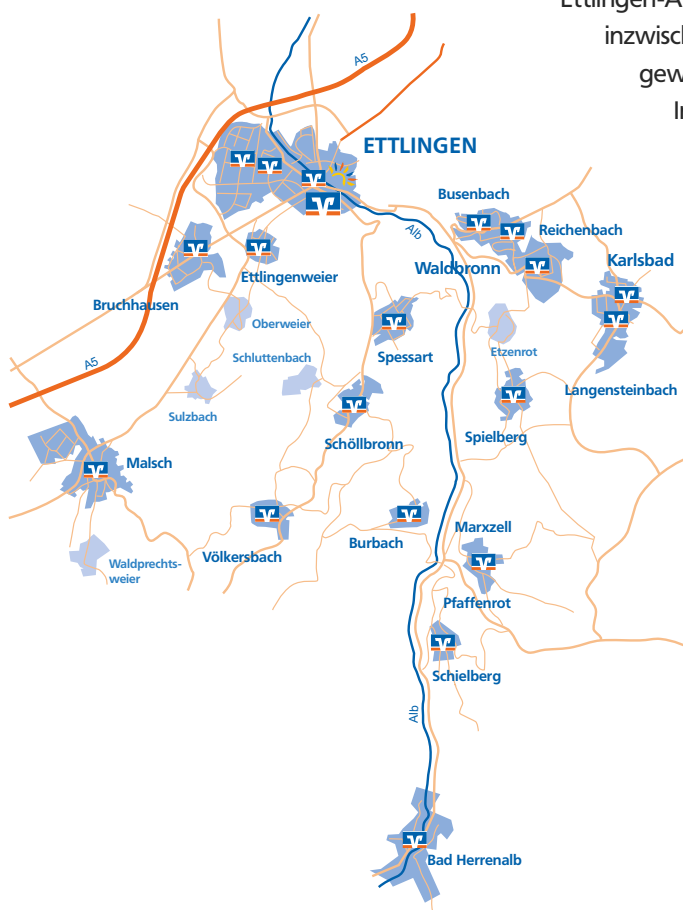 Ettlingen-A
inzwisch
gew
In
A5
ETTLINGEN
Busenbach
Reichenbach
Alb
Waldbronn
Karlsbad
Ettlingenweier
Bruchhausen
Oberweier
Spessart
Etzenrot
Schluttenbach
A5
Langensteinbach
Sulzbach
Schöllbronn
Spielberg
Malsch
Völkersbach
Burbach
Marxzell
Waldprechts-
weier
Pfaffenrot
Schielberg
Alb
Bad Herrenalb